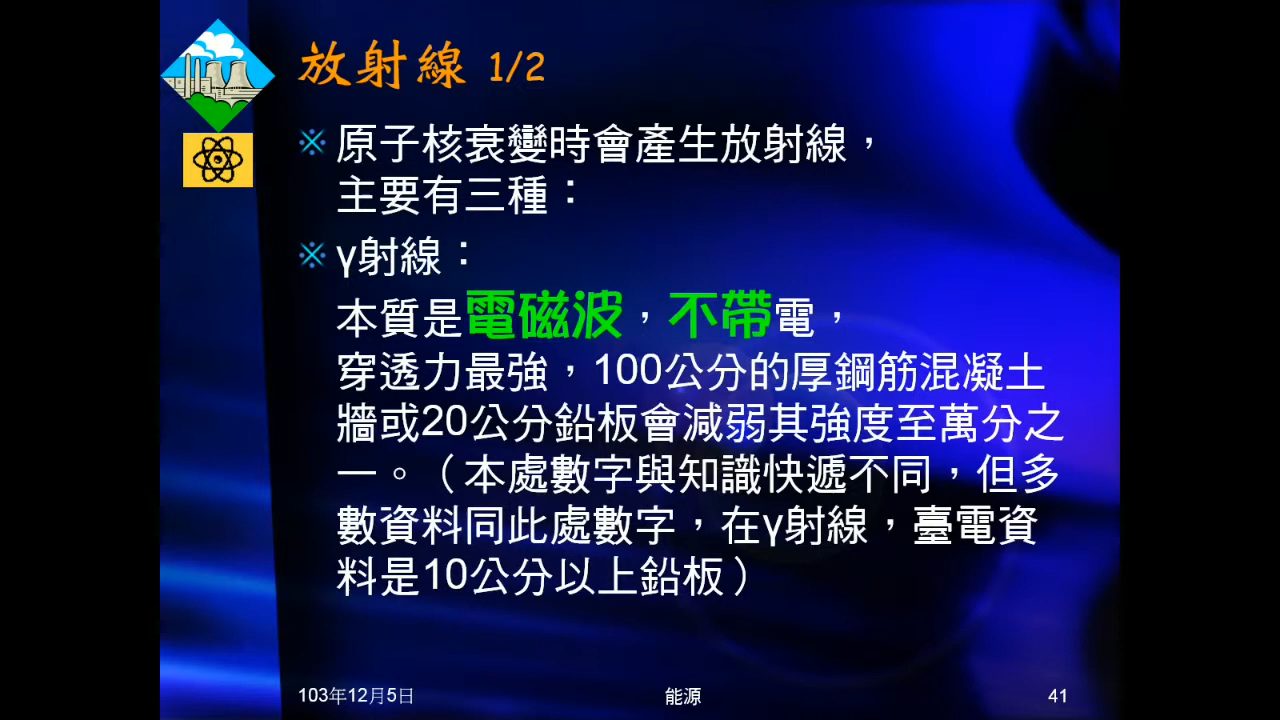 放射線 1/2
※原子核衰變時會產生放射線，
主要有三種：
※γ射線：
本質是電磁波，不帶電，
穿透力最強，100公分的厚鋼筋混凝土
牆或20公分鉛板會減弱其強度至萬分之
一。（本處數字與知識快遞不同，但多
數資料同此處數字，在γ射線，臺電資
料是10公分以上鉛板）
103年12月5日
能源
41